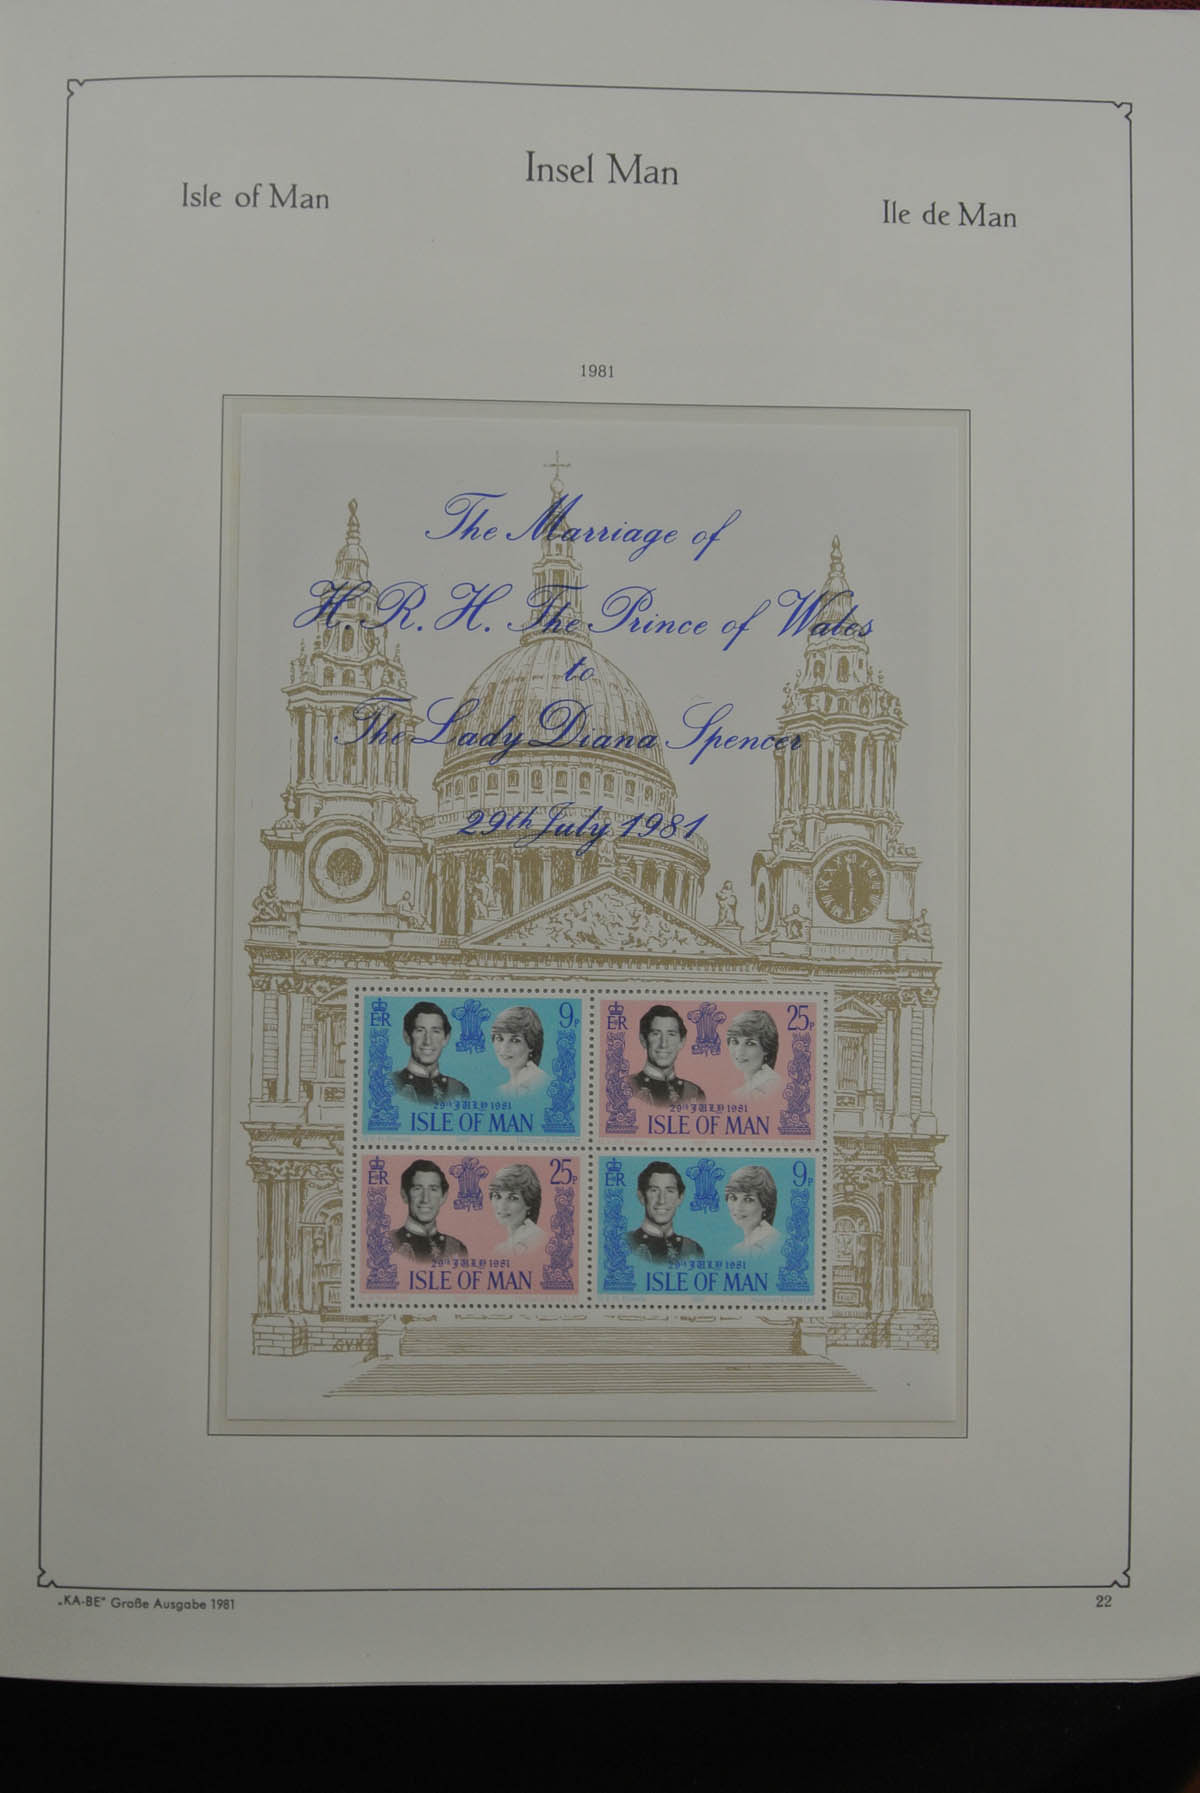 Insel Man
Isle of Man
Ile de Man
1981
The Marriage of
H. R. H. The Prince of Wales
to
The Lady Diana Spencer
29th July 1981
ER
9P
29th JULY 1981
ISLE OF MAN
ER
25P
29th JULY 1981
ISLE OF MAN
ER
25P
29th JULY 1981
ISLE OF MAN
ER
9P
29th JULY 1981
ISLE OF MAN
„KA-BE“ Große Ausgabe 1981
22